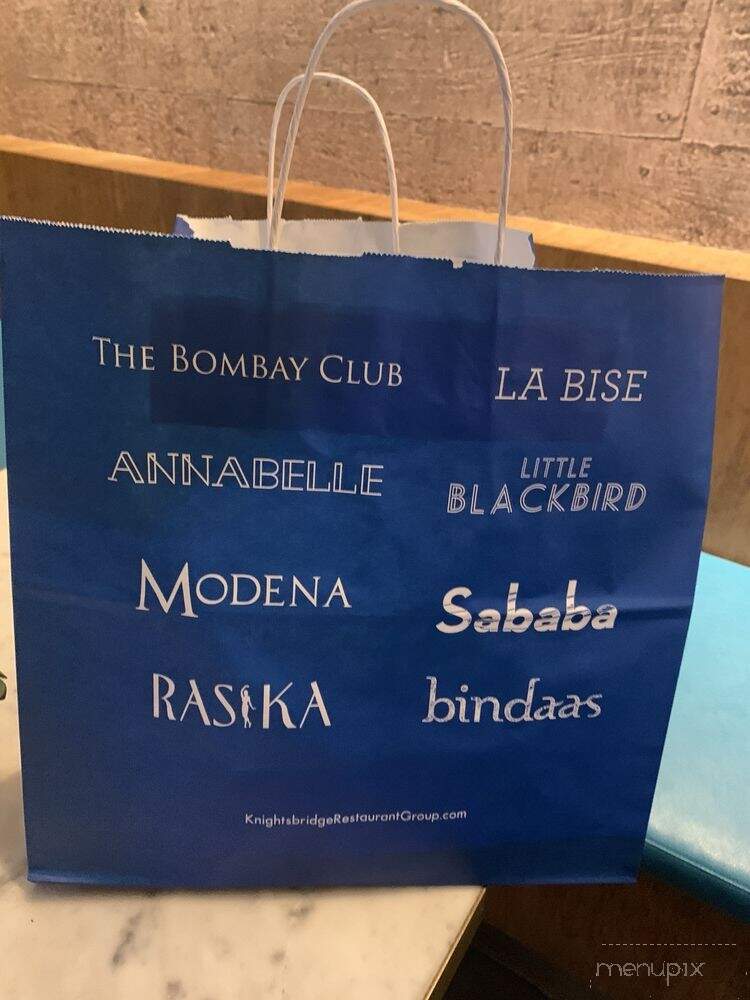 The Bombay Club
LA BISE
ANNABELLE
LITTLE
BLACKBIRD
Modena
Sababa
RASIKA
bindaas
KnightsbridgeRestaurantGroup.com
menupix